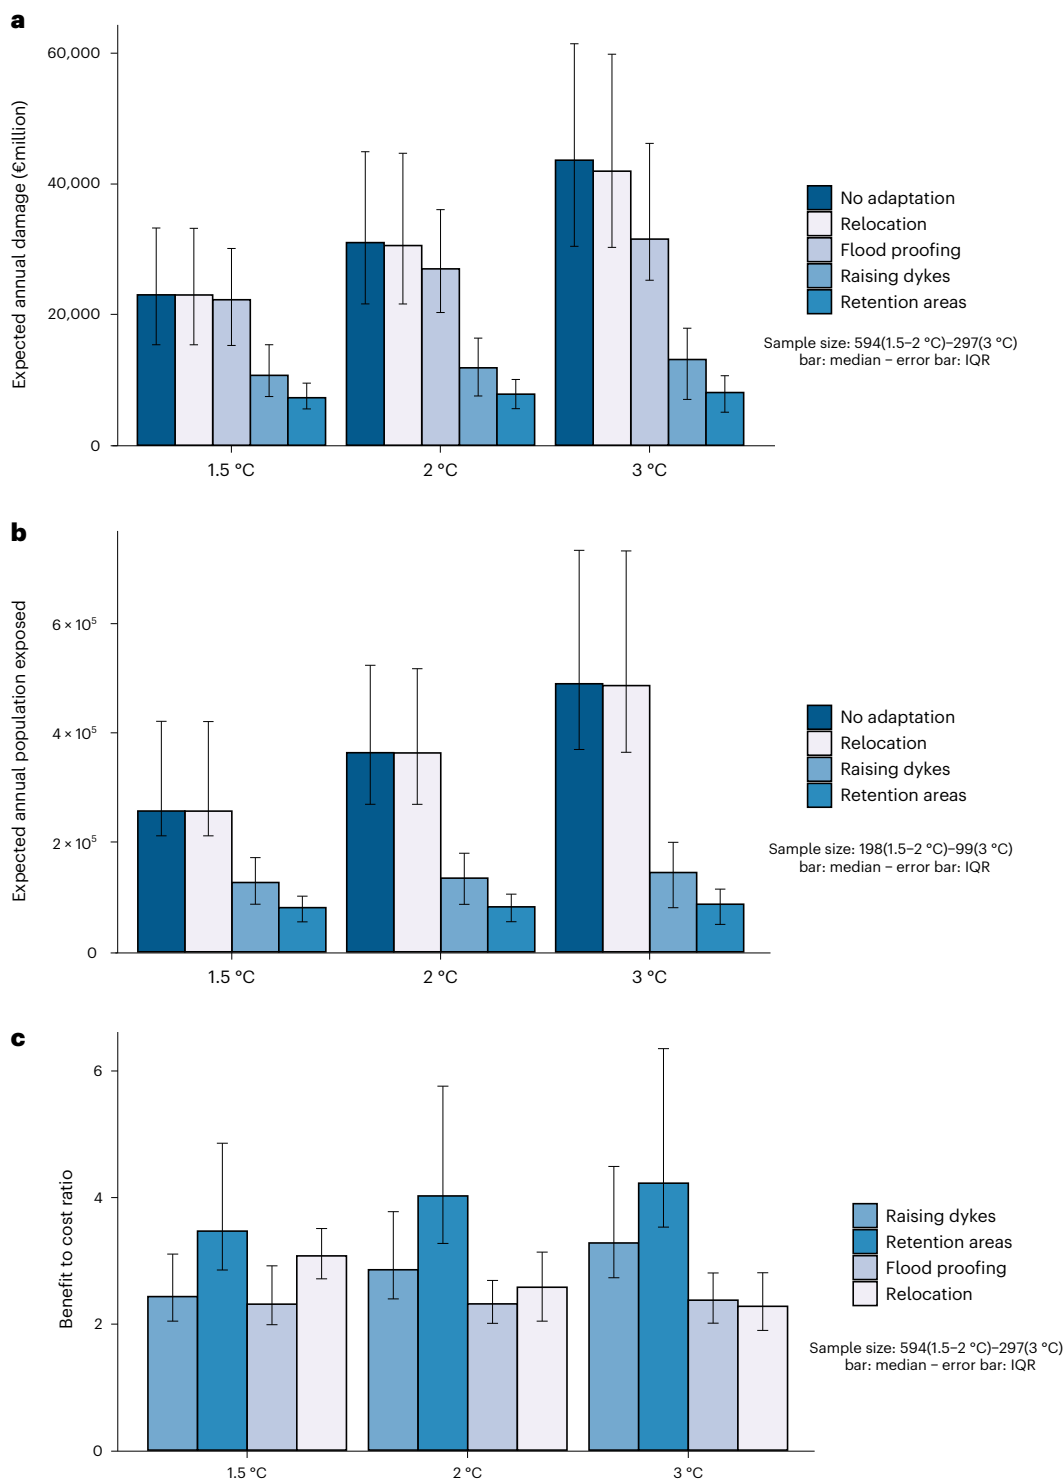 a
Expected annual damage (€million)
60,000
40,000
20,000
0
1.5 °C
2 °C
3 °C
No adaptation
Relocation
Flood proofing
Raising dykes
Retention areas
Sample size: 594(1.5–2 °C)–297(3 °C)
bar: median – error bar: IQR
b
Expected annual population exposed
6 × 10⁵
4 × 10⁵
2 × 10⁵
0
1.5 °C
2 °C
3 °C
No adaptation
Relocation
Raising dykes
Retention areas
Sample size: 198(1.5–2 °C)–99(3 °C)
bar: median – error bar: IQR
c
Benefit to cost ratio
6
4
2
0
1.5 °C
2 °C
3 °C
Raising dykes
Retention areas
Flood proofing
Relocation
Sample size: 594(1.5–2 °C)–297(3 °C)
bar: median – error bar: IQR